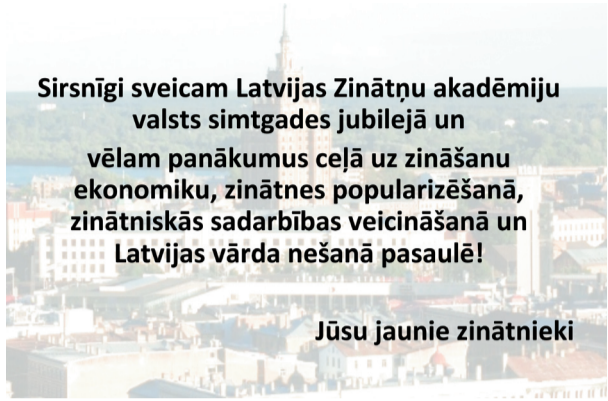 Sirsnīgi sveicam Latvijas Zinātņu akadēmiju
valsts simtgades jubilejā un
vēlam panākumus ceļā uz zināšanu
ekonomiku, zinātnes popularizēšanā,
zinātniskās sadarbības veicināšanā un
Latvijas vārda nešanā pasaulē!
Jūsu jaunie zinātnieki